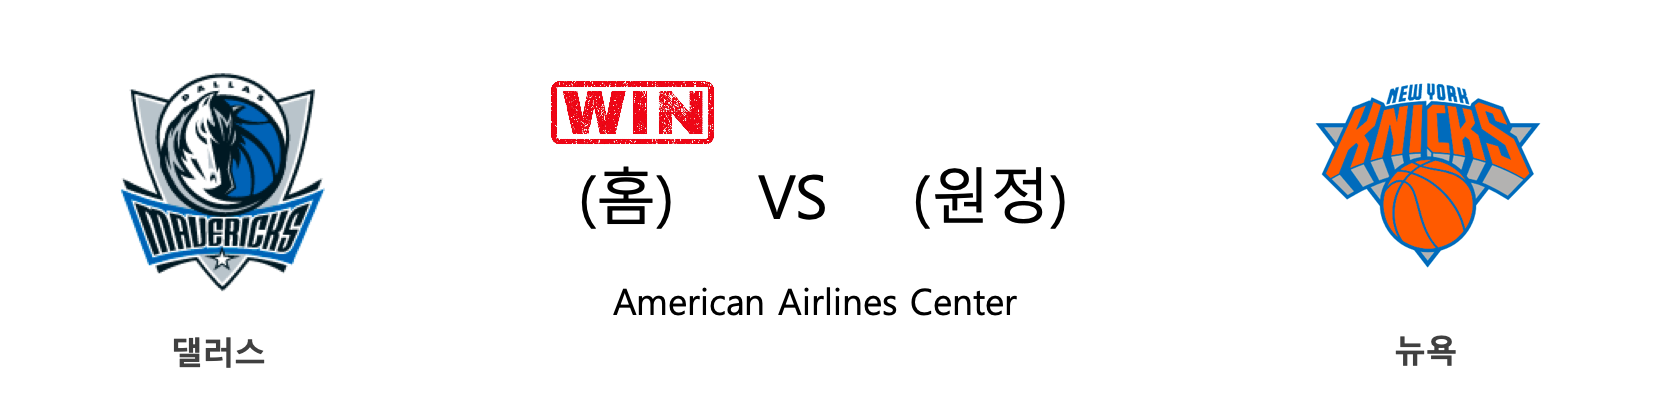 DALLAS
MAVERICKS
댈러스
WIN
(홈) VS (원정)
American Airlines Center
NEW YORK
KNICKS
뉴욕